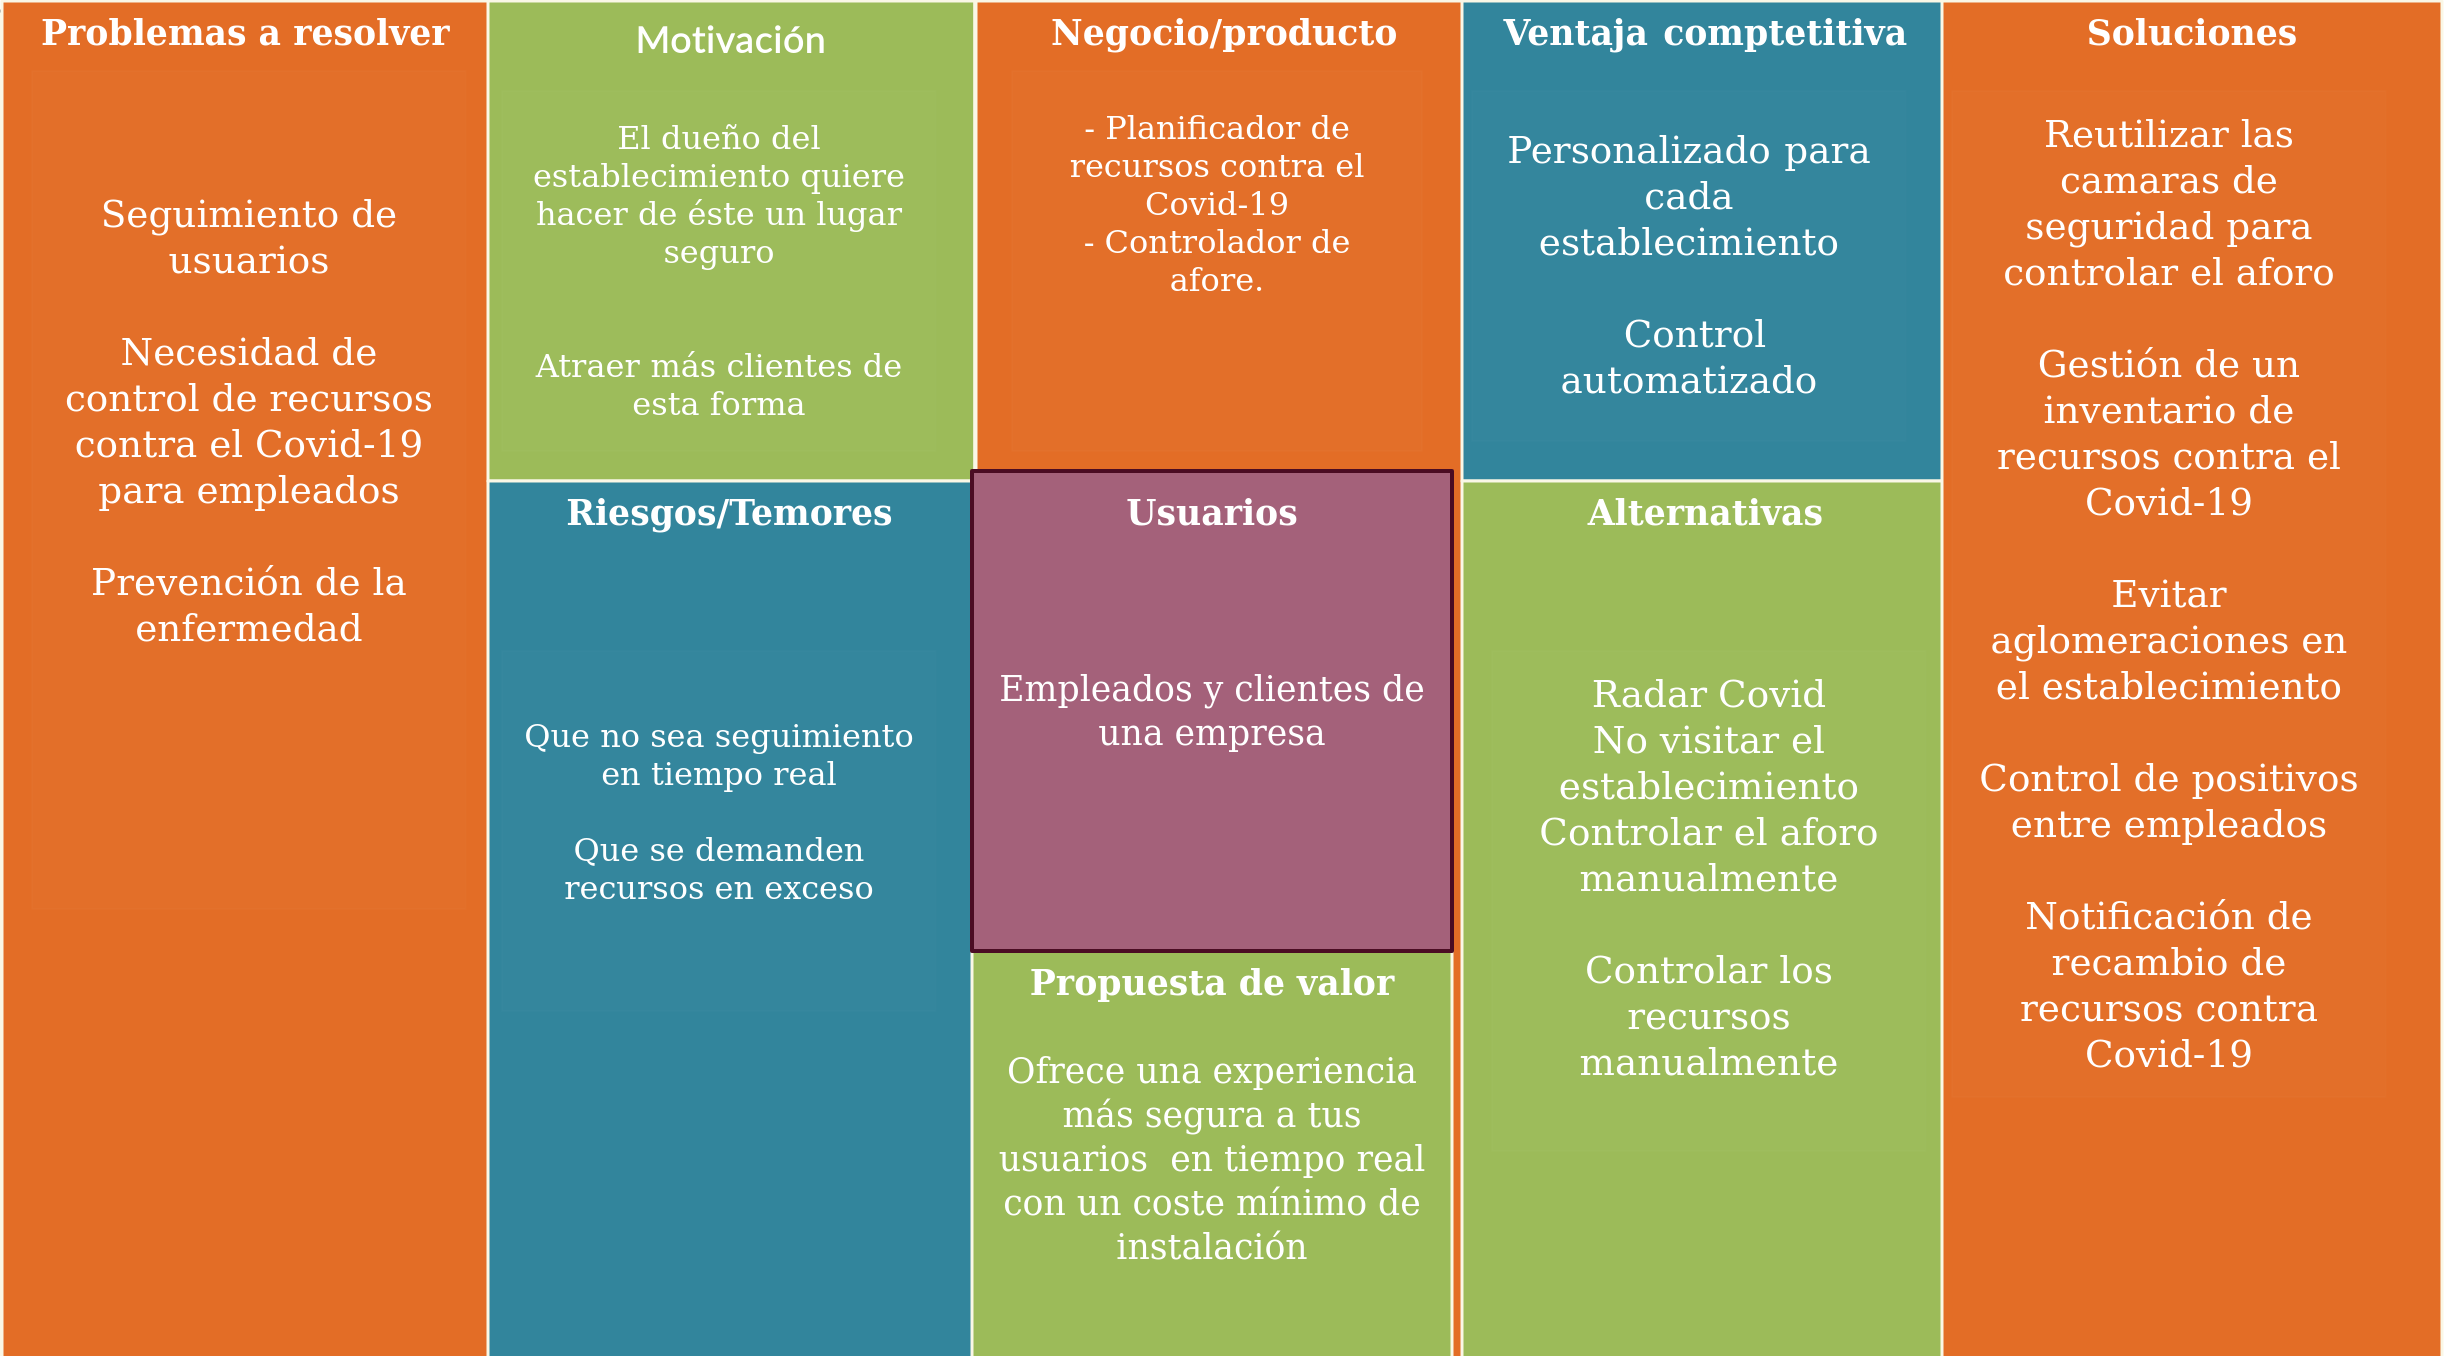 Problemas a resolver
Seguimiento de
usuarios
Necesidad de
control de recursos
contra el Covid-19
para empleados
Prevención de la
enfermedad
Motivación
El dueño del
establecimiento quiere
hacer de éste un lugar
seguro
Atraer más clientes de
esta forma
Riesgos/Temores
Que no sea seguimiento
en tiempo real
Que se demanden
recursos en exceso
Negocio/producto
- Planificador de
recursos contra el
Covid-19
- Controlador de
afore.
Usuarios
Empleados y clientes de
una empresa
Propuesta de valor
Ofrece una experiencia
más segura a tus
usuarios  en tiempo real
con un coste mínimo de
instalación
Ventaja comptetitiva
Personalizado para
cada
establecimiento
Control
automatizado
Alternativas
Radar Covid
No visitar el
establecimiento
Controlar el aforo
manualmente
Controlar los
recursos
manualmente
Soluciones
Reutilizar las
camaras de
seguridad para
controlar el aforo
Gestión de un
inventario de
recursos contra el
Covid-19
Evitar
aglomeraciones en
el establecimiento
Control de positivos
entre empleados
Notificación de
recambio de
recursos contra
Covid-19